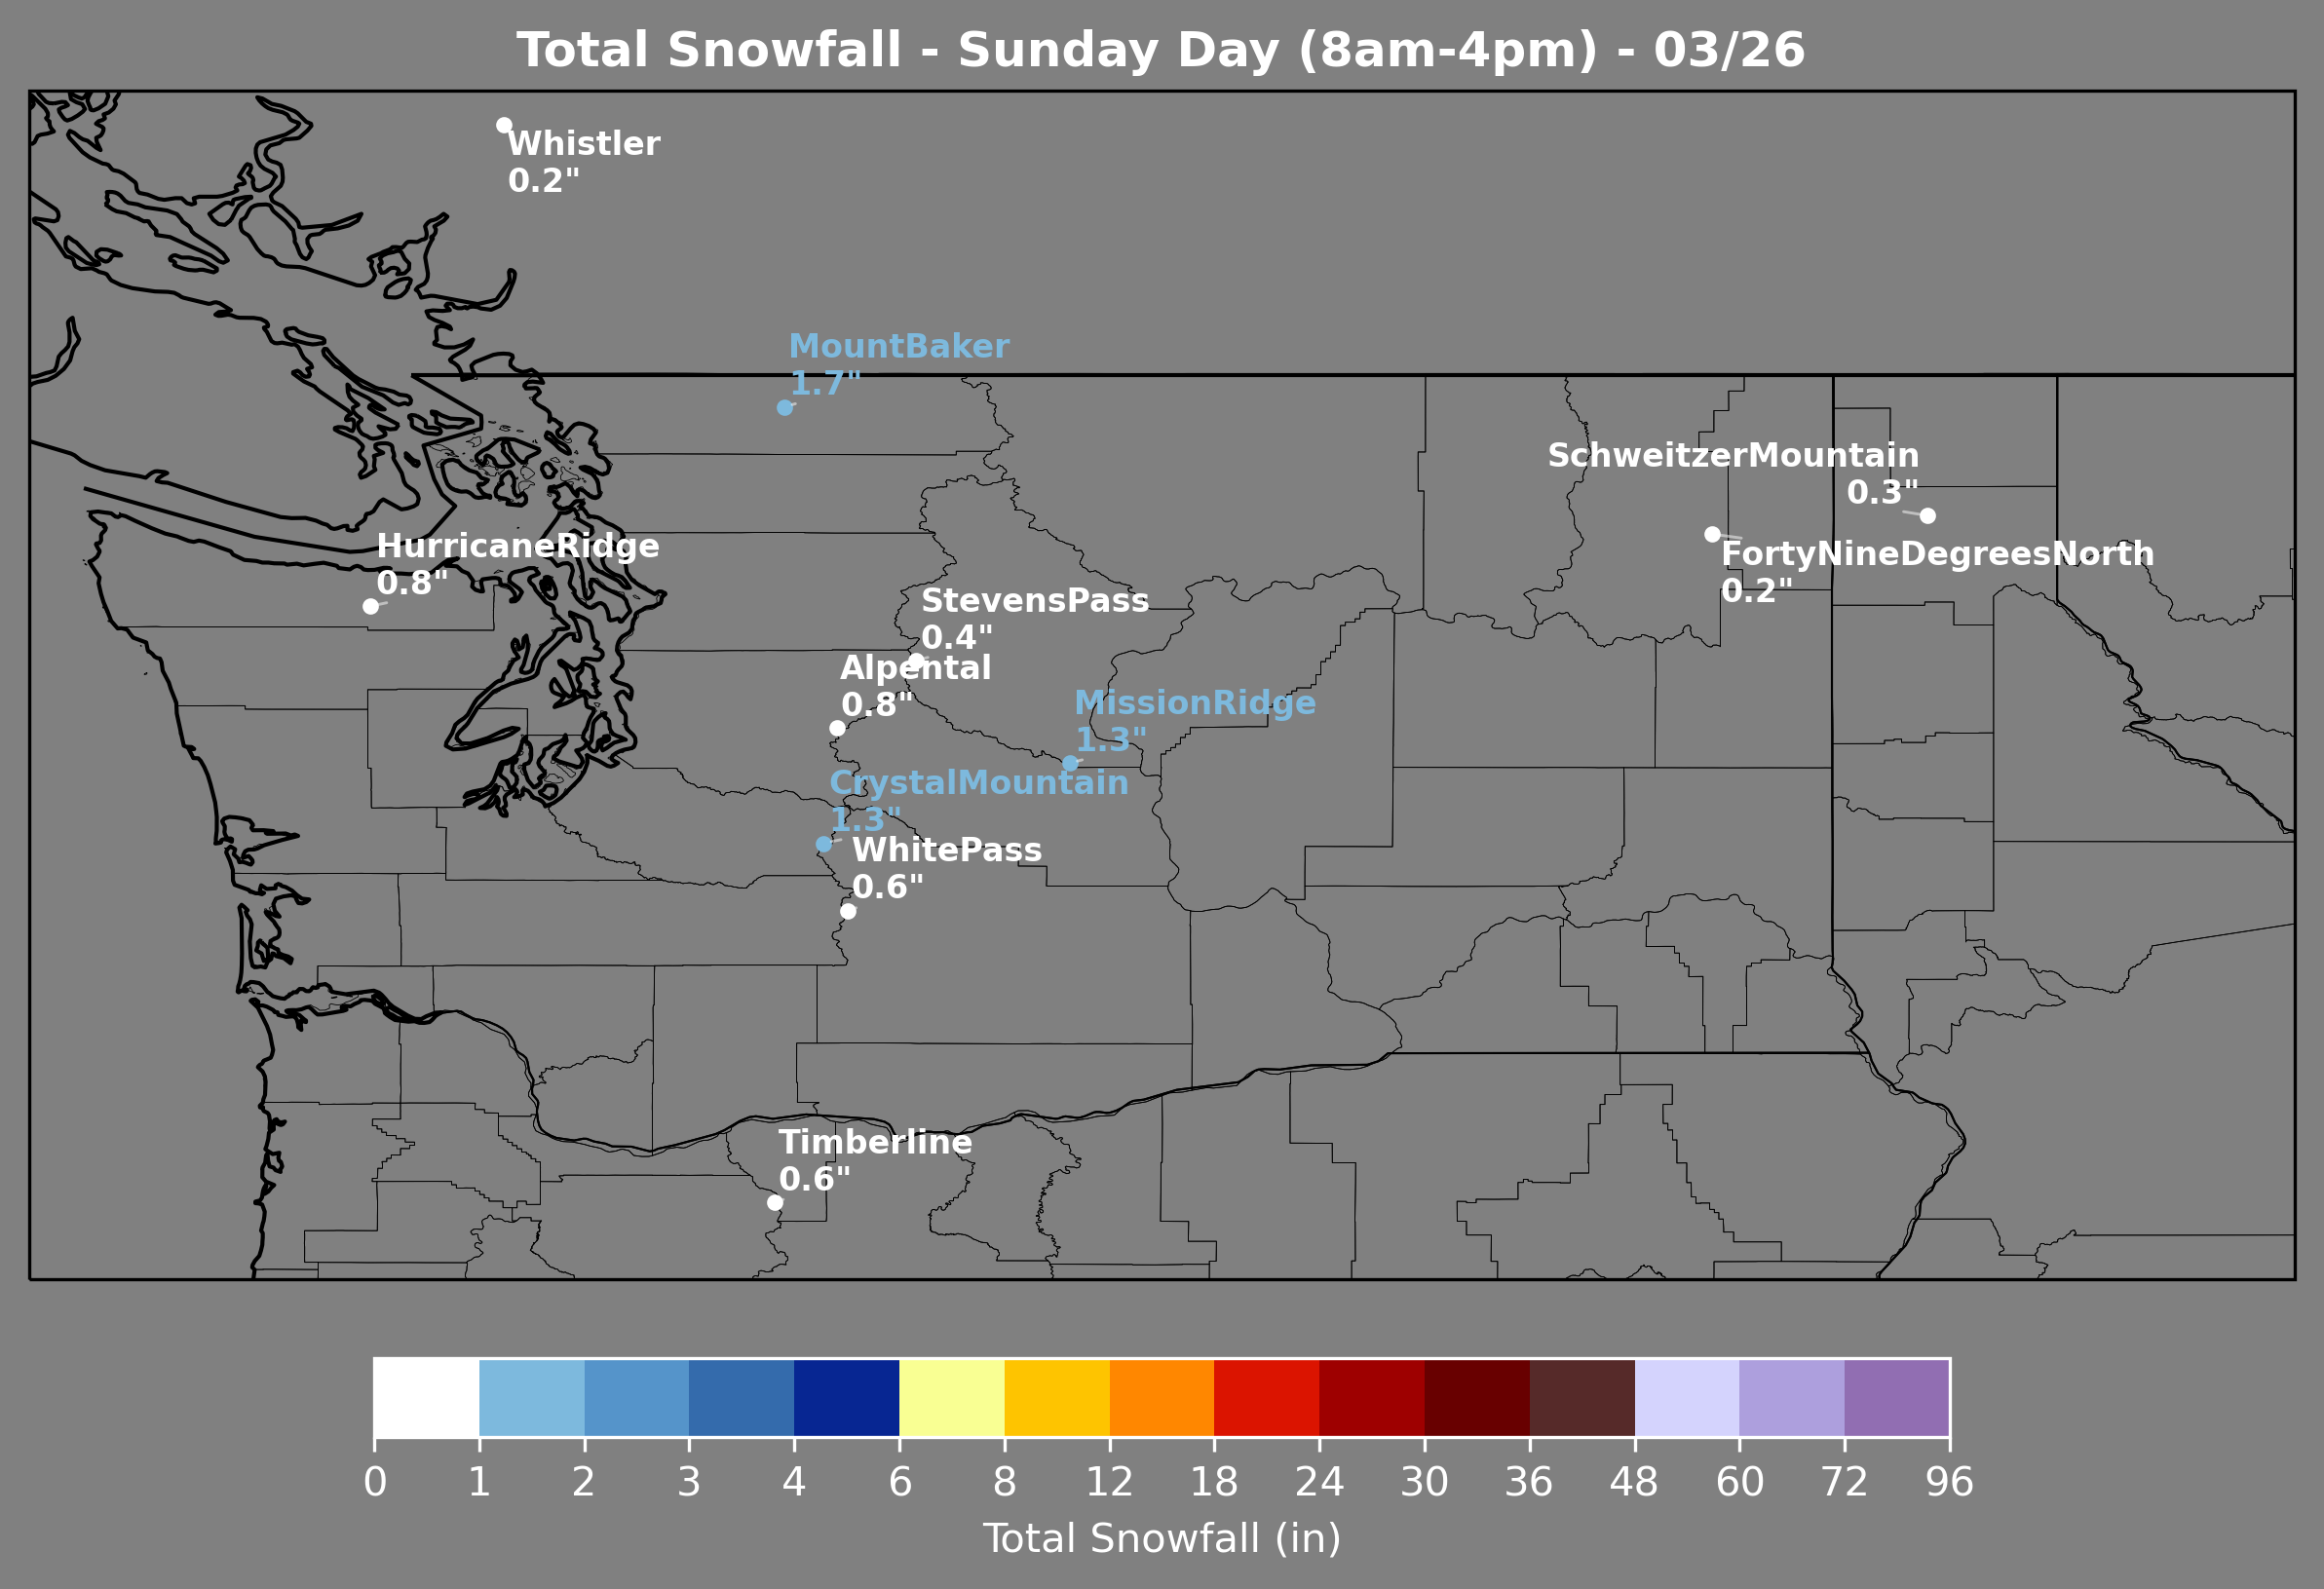 Total Snowfall - Sunday Day (8am-4pm) - 03/26
Whistler
0.2"
MountBaker
1.7"
SchweitzerMountain
0.3"
HurricaneRidge
0.8"
FortyNineDegreesNorth
0.2"
StevensPass
0.4"
Alpental
0.8"
MissionRidge
1.3"
CrystalMountain
1.3"
WhitePass
0.6"
Timberline
0.6"
0 1 2 3 4 6 8 12 18 24 30 36 48 60 72 96
Total Snowfall (in)